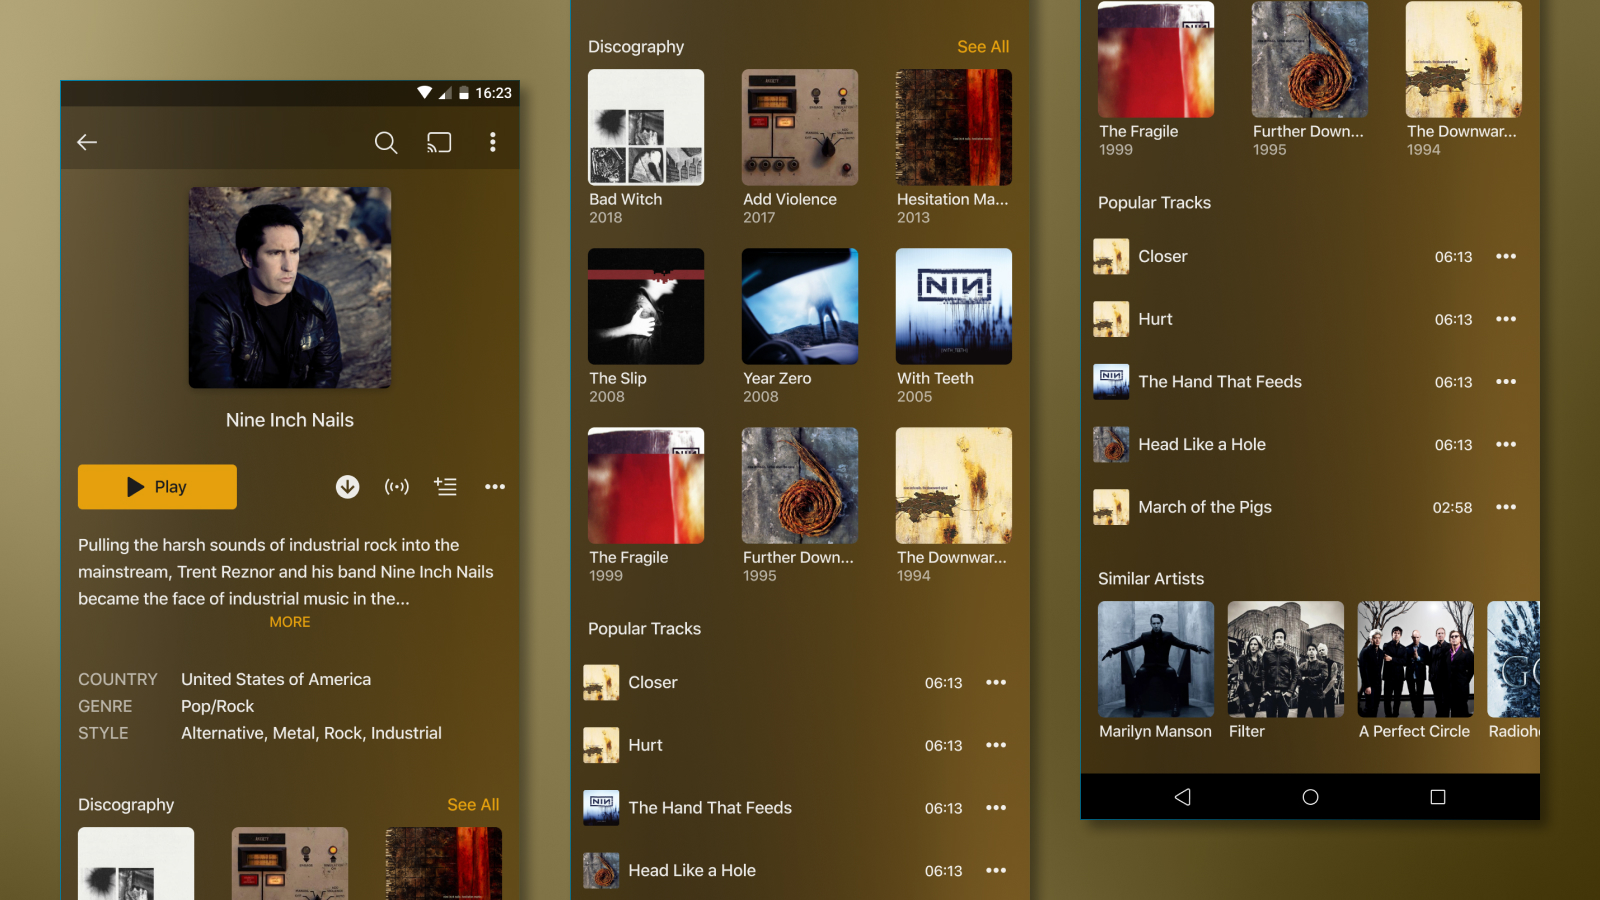 16:23
Nine Inch Nails
Play
Pulling the harsh sounds of industrial rock into the
mainstream, Trent Reznor and his band Nine Inch Nails
became the face of industrial music in the...
MORE
COUNTRY United States of America
GENRE Pop/Rock
STYLE Alternative, Metal, Rock, Industrial
Discography See All
Discography See All
Bad Witch
2018
Add Violence
2017
Hesitation Ma...
2013
The Slip
2008
Year Zero
2008
NIN
With Teeth
2005
The Fragile
1999
Further Down...
1995
The Downwar...
1994
Popular Tracks
Closer 06:13
Hurt 06:13
NIN
The Hand That Feeds 06:13
Head Like a Hole 06:13
The Fragile
1999
Further Down...
1995
The Downwar...
1994
Popular Tracks
Closer 06:13
Hurt 06:13
NIN
The Hand That Feeds 06:13
Head Like a Hole 06:13
March of the Pigs 02:58
Similar Artists
Marilyn Manson
Filter
A Perfect Circle
Radioh